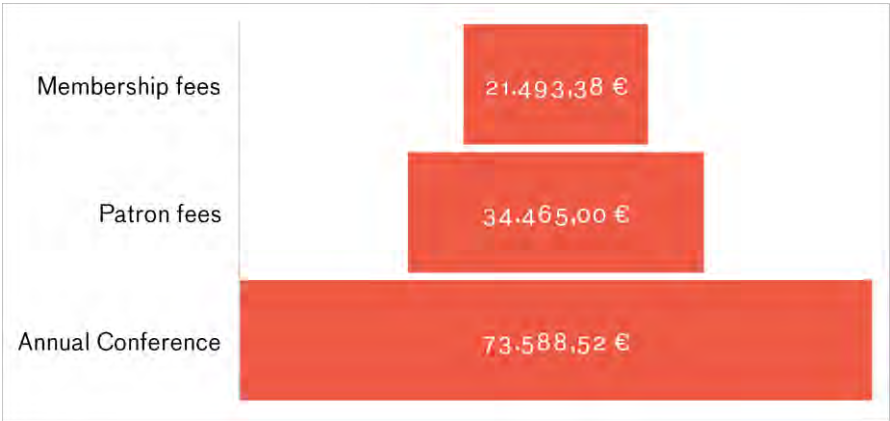 Membership fees
21.493,38 €
Patron fees
34.465,00 €
Annual Conference
73.588,52 €